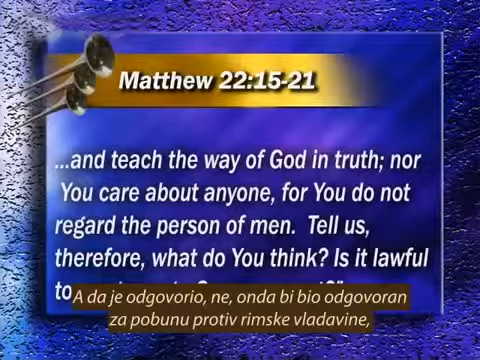 Matthew 22:15-21
...and teach the way of God in truth; nor
You care about anyone, for You do not
regard the person of men. Tell us,
therefore, what do You think? Is it lawful
to
A da je odgovorio, ne, onda bi bio odgovoran
za pobunu protiv rimske vladavine,